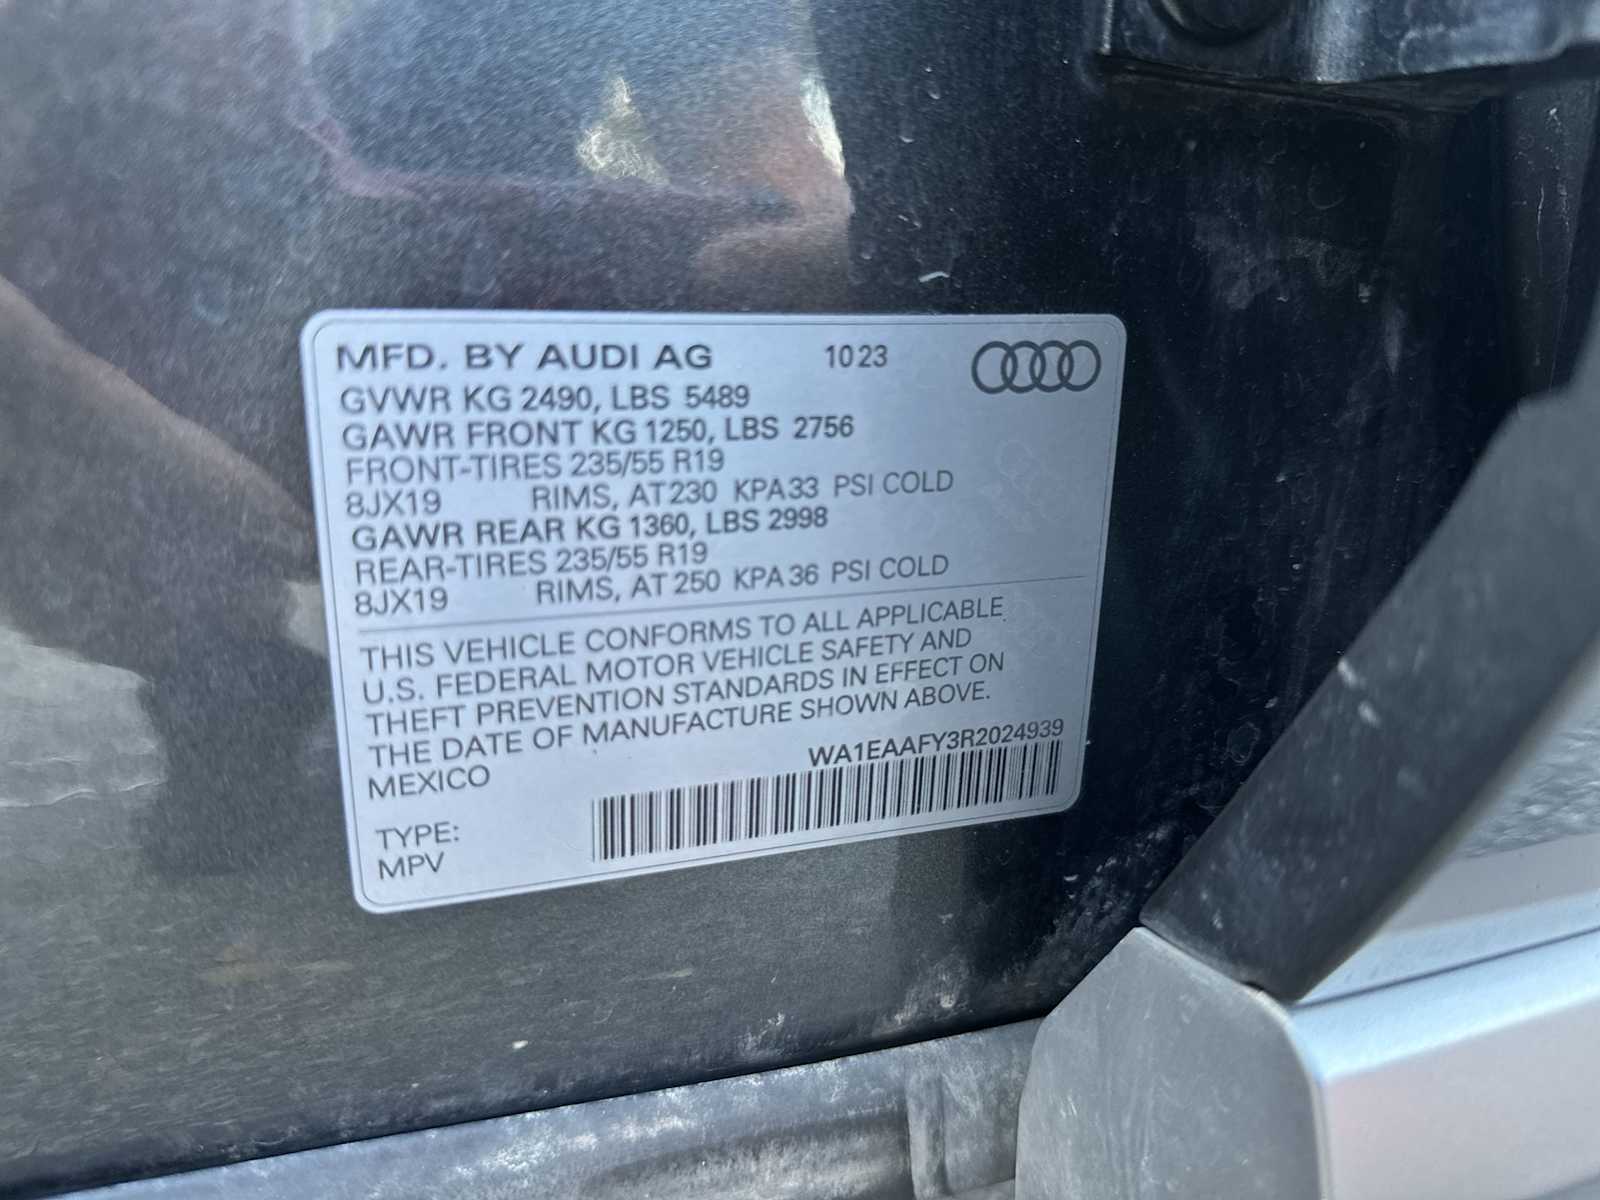 MFD. BY AUDI AG 1023
GVWR KG 2490, LBS 5489
GAWR FRONT KG 1250, LBS 2756
FRONT-TIRES 235/55 R19
8JX19 RIMS, AT 230 KPA 33 PSI COLD
GAWR REAR KG 1360, LBS 2998
REAR-TIRES 235/55 R19
8JX19 RIMS, AT 250 KPA 36 PSI COLD
THIS VEHICLE CONFORMS TO ALL APPLICABLE
U.S. FEDERAL MOTOR VEHICLE SAFETY AND
THEFT PREVENTION STANDARDS IN EFFECT ON
THE DATE OF MANUFACTURE SHOWN ABOVE.
MEXICO WA1EAAFY3R2024939
TYPE:
MPV